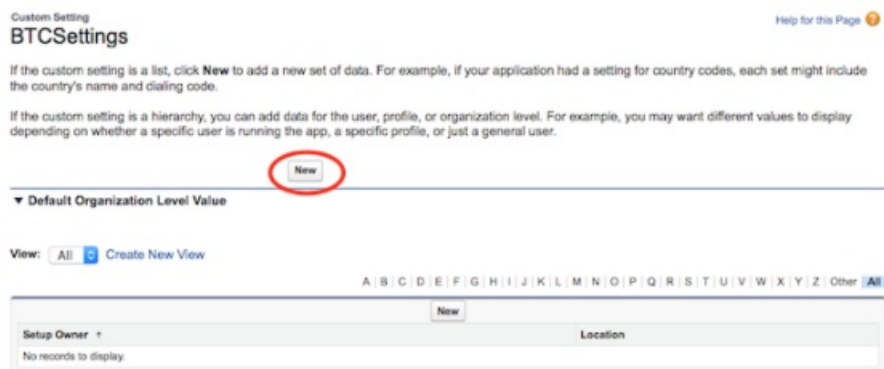 Custom Setting
Help for this Page
BTCSettings
If the custom setting is a list, click New to add a new set of data. For example, if your application had a setting for country codes, each set might include
the country's name and dialing code.
If the custom setting is a hierarchy, you can add data for the user, profile, or organization level. For example, you may want different values to display
depending on whether a specific user is running the app, a specific profile, or just a general user.
New
▼ Default Organization Level Value
View: All Create New View
A | B | C | D | E | F | G | H | I | J | K | L | M | N | O | P | Q | R | S | T | U | V | W | X | Y | Z | Other | All
New
Setup Owner ↑ Location
No records to display.